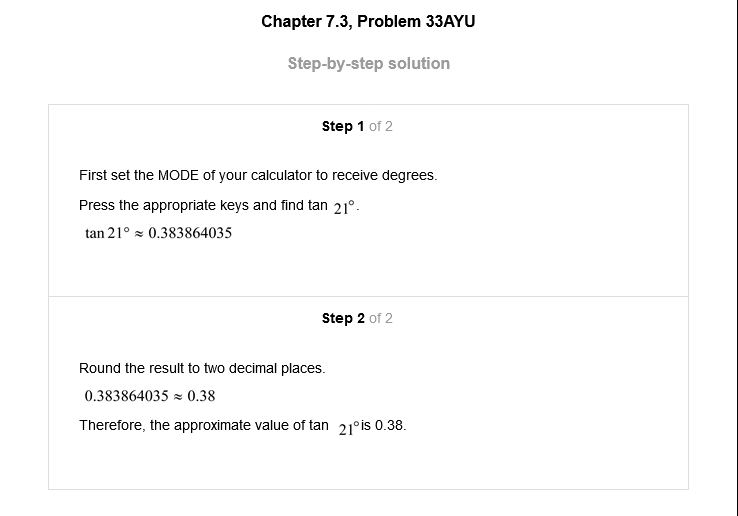 Chapter 7.3, Problem 33AYU
Step-by-step solution
Step 1 of 2
First set the MODE of your calculator to receive degrees.
Press the appropriate keys and find tan 21°.
tan 21° ≈ 0.383864035
Step 2 of 2
Round the result to two decimal places.
0.383864035 ≈ 0.38
Therefore, the approximate value of tan 21° is 0.38.